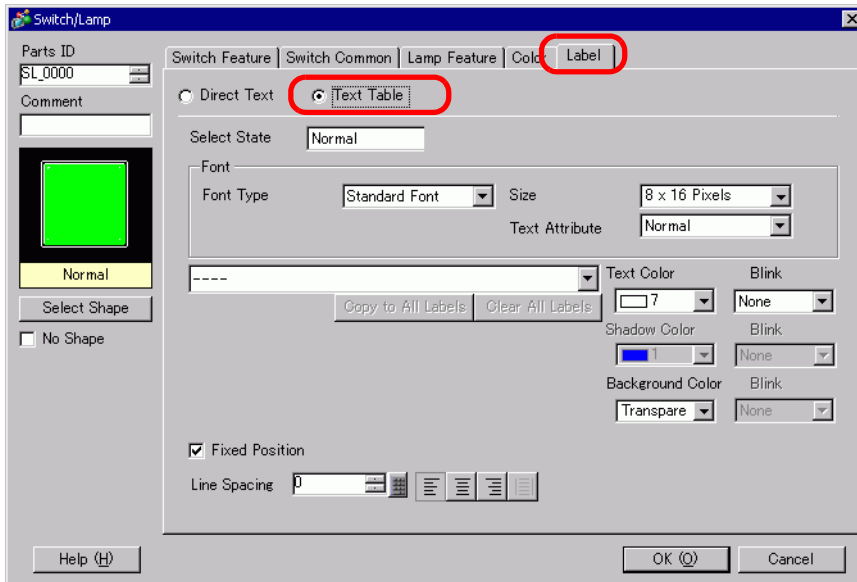 Switch/Lamp
Parts ID
SL_0000
Comment
Normal
Select Shape
No Shape
Switch Feature Switch Common Lamp Feature Color Label
Direct Text Text Table
Select State Normal
Font
Font Type Standard Font Size 8 x 16 Pixels
Text Attribute Normal
----
Copy to All Labels Clear All Labels
Text Color Blink
7 None
Shadow Color Blink
1 None
Background Color Blink
Transpare None
Fixed Position
Line Spacing 0
Help (H) OK (O) Cancel